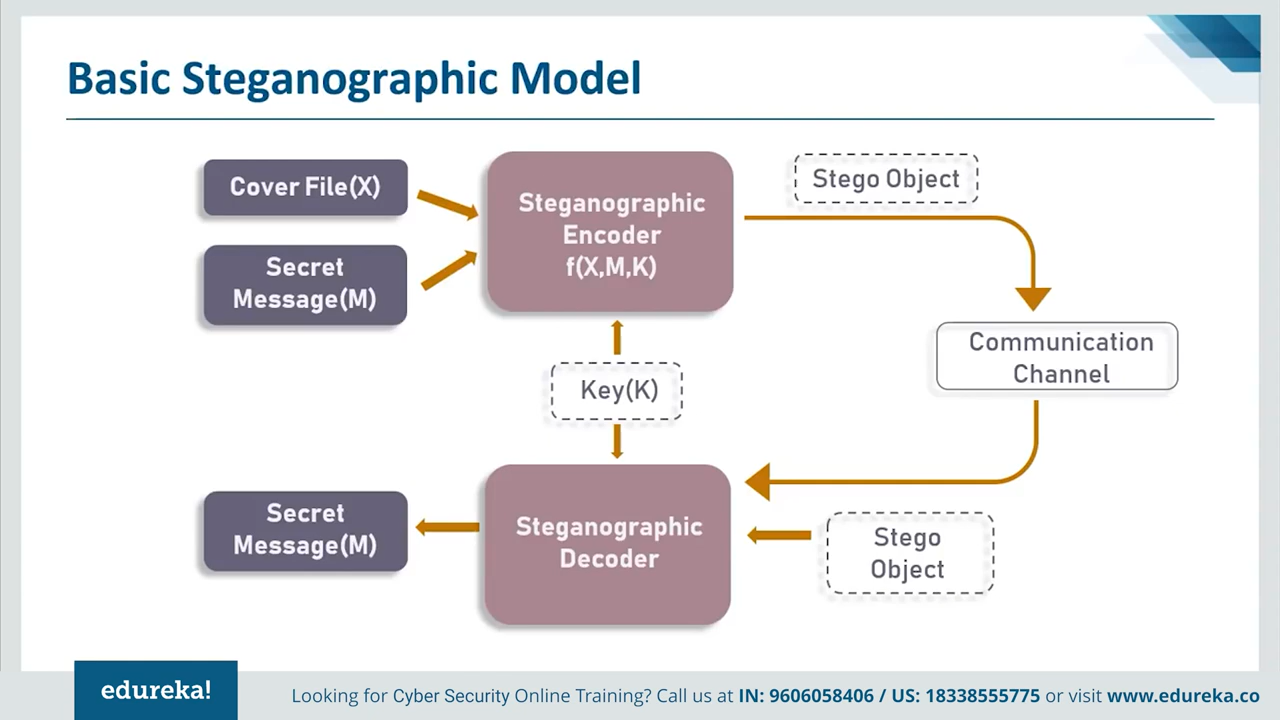 Basic Steganographic Model
Cover File(X)
Secret
Message(M)
Steganographic
Encoder
f(X,M,K)
Stego Object
Communication
Channel
Key(K)
Secret
Message(M)
Steganographic
Decoder
Stego
Object
edureka!
Looking for Cyber Security Online Training? Call us at IN: 9606058406 / US: 18338555775 or visit www.edureka.co